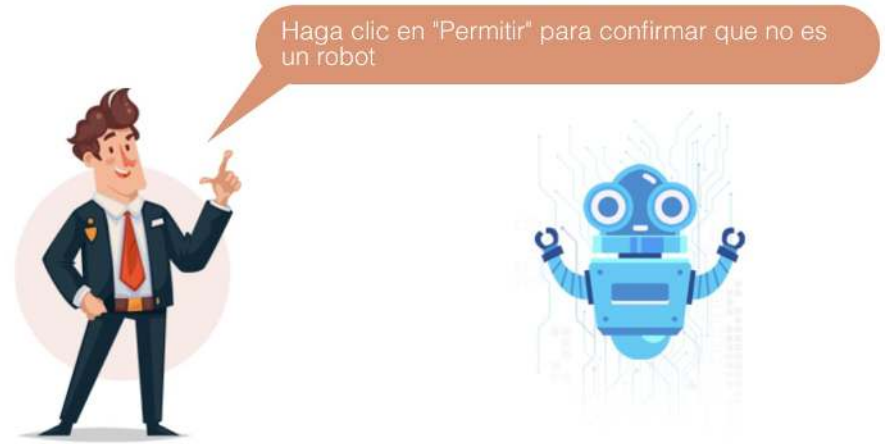 Haga clic en "Permitir" para confirmar que no es
un robot